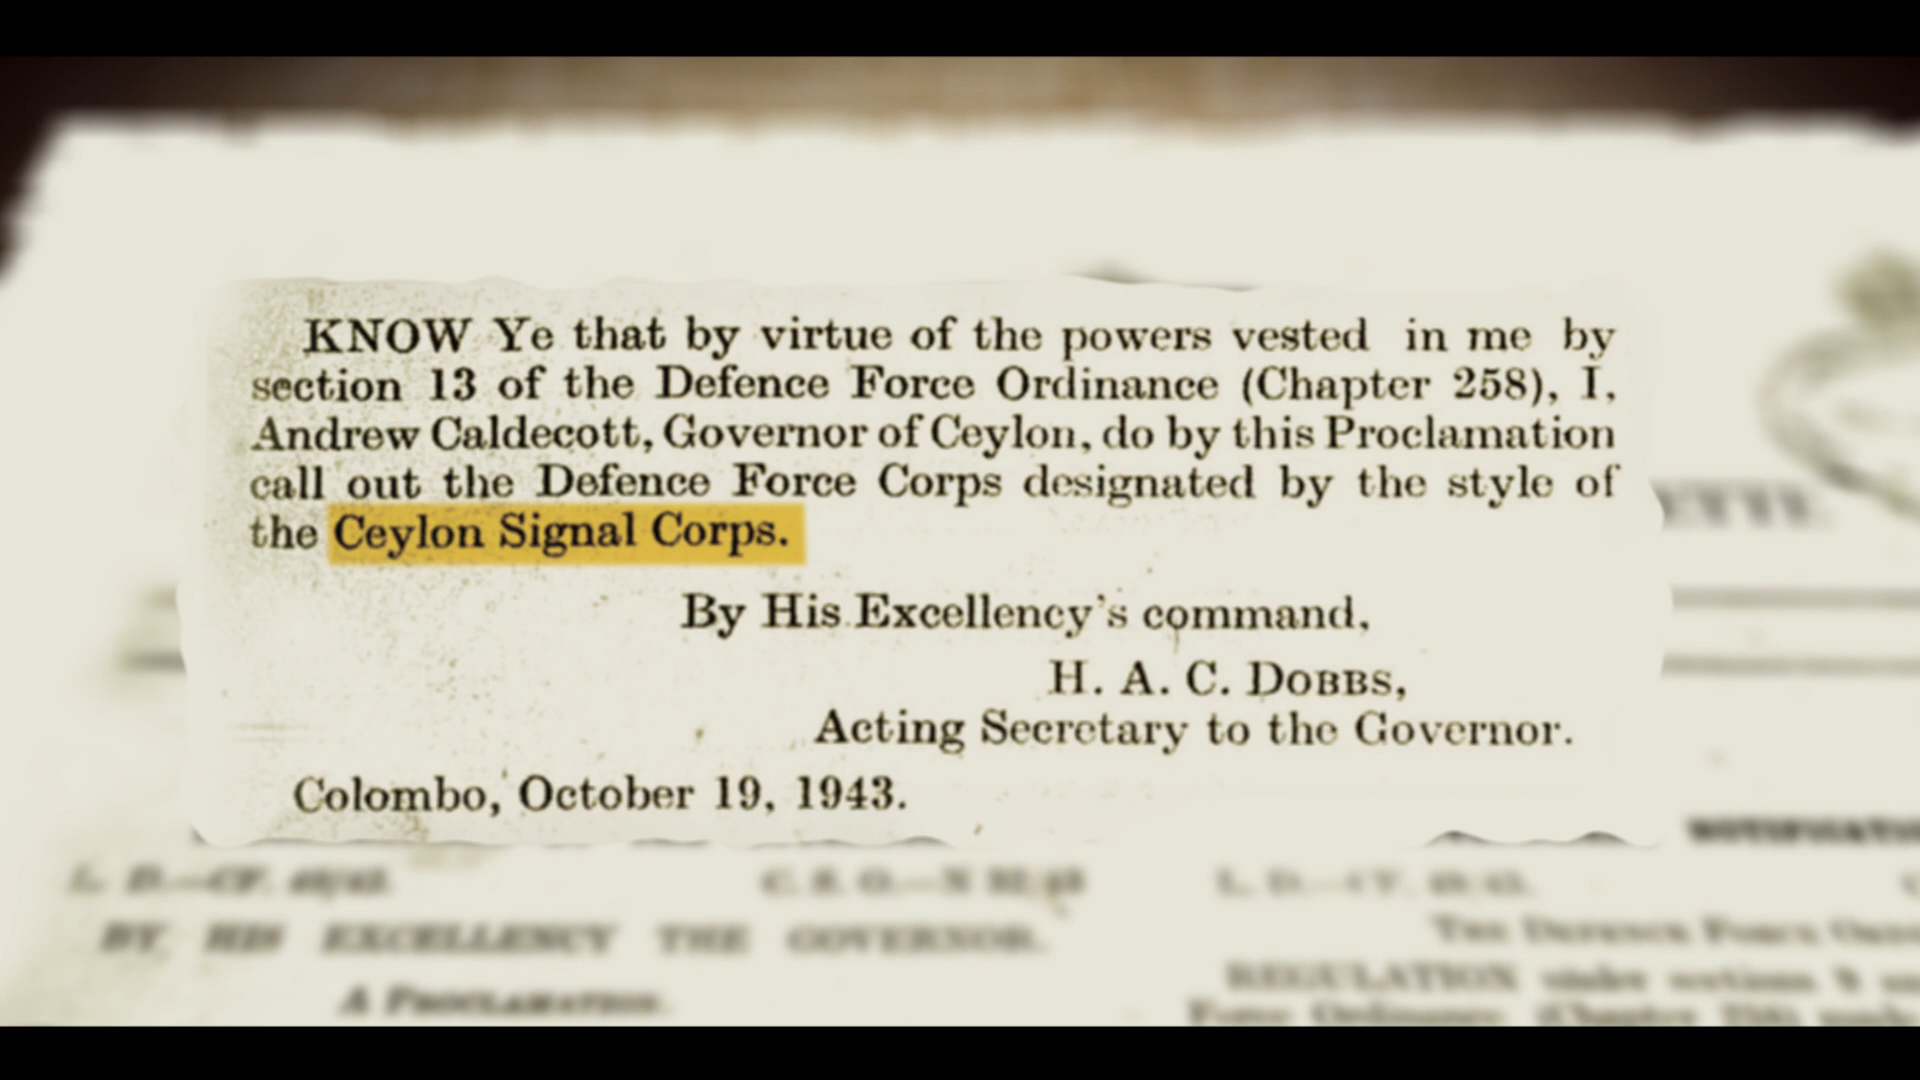 KNOW Ye that by virtue of the powers vested in me by
section 13 of the Defence Force Ordinance (Chapter 258), I,
Andrew Caldecott, Governor of Ceylon, do by this Proclamation
call out the Defence Force Corps designated by the style of
the Ceylon Signal Corps.
By His Excellency's command,
H. A. C. DOBBS,
Acting Secretary to the Governor.
Colombo, October 19, 1943.
BY HIS EXCELLENCY THE GOVERNOR.
A PROCLAMATION.
REGULATION under sections